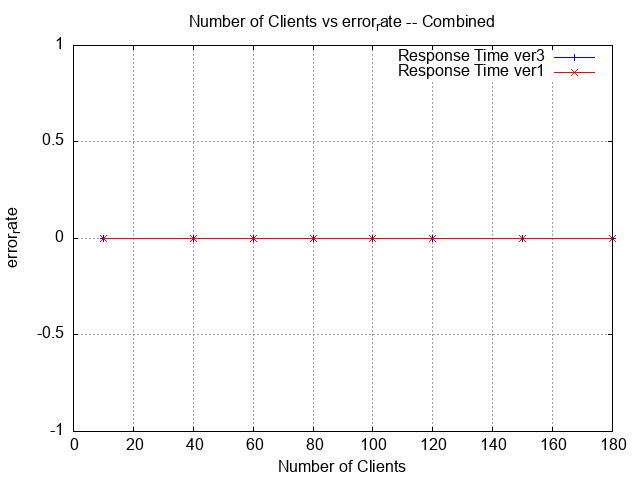 Number of Clients vs error_rate -- Combined
Response Time ver3
Response Time ver1
1
0.5
0
-0.5
-1
error_rate
0 20 40 60 80 100 120 140 160 180
Number of Clients